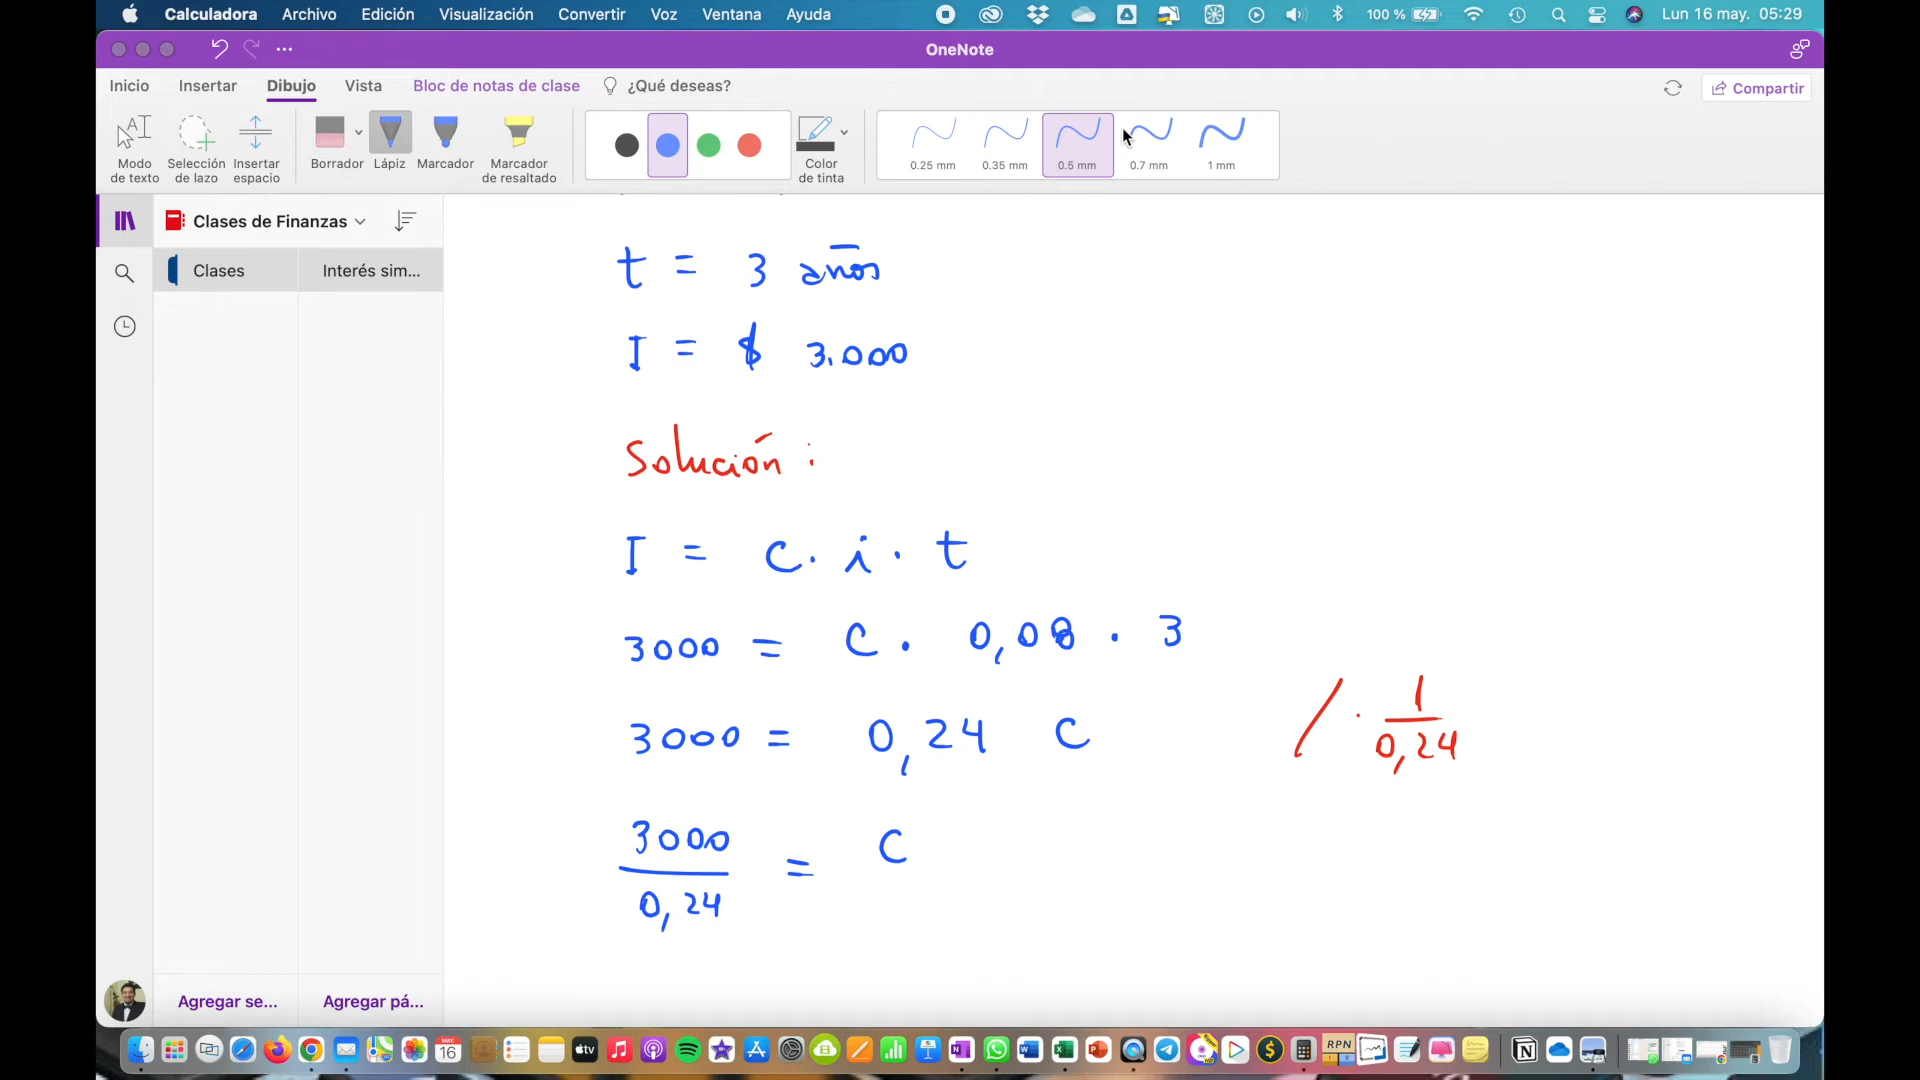 Calculadora Archivo Edición Visualización Convertir Voz Ventana Ayuda 100 % Lun 16 may. 05:29
OneNote
Inicio Insertar Dibujo Vista Bloc de notas de clase ¿Qué deseas? Compartir
Modo de texto
Selección de lazo
Insertar espacio
Borrador
Lápiz
Marcador
Marcador de resaltado
Color de tinta
0.25 mm 0.35 mm 0.5 mm 0.7 mm 1 mm
Clases de Finanzas
Clases Interés sim...
t = 3 años
I = $ 3.000
Solución :
I = C · i · t
3000 = C · 0,08 · 3
3000 = 0,24 C / · 1/0,24
3000/0,24 = C
Agregar se... Agregar pá...
MAY 16 tv RPN